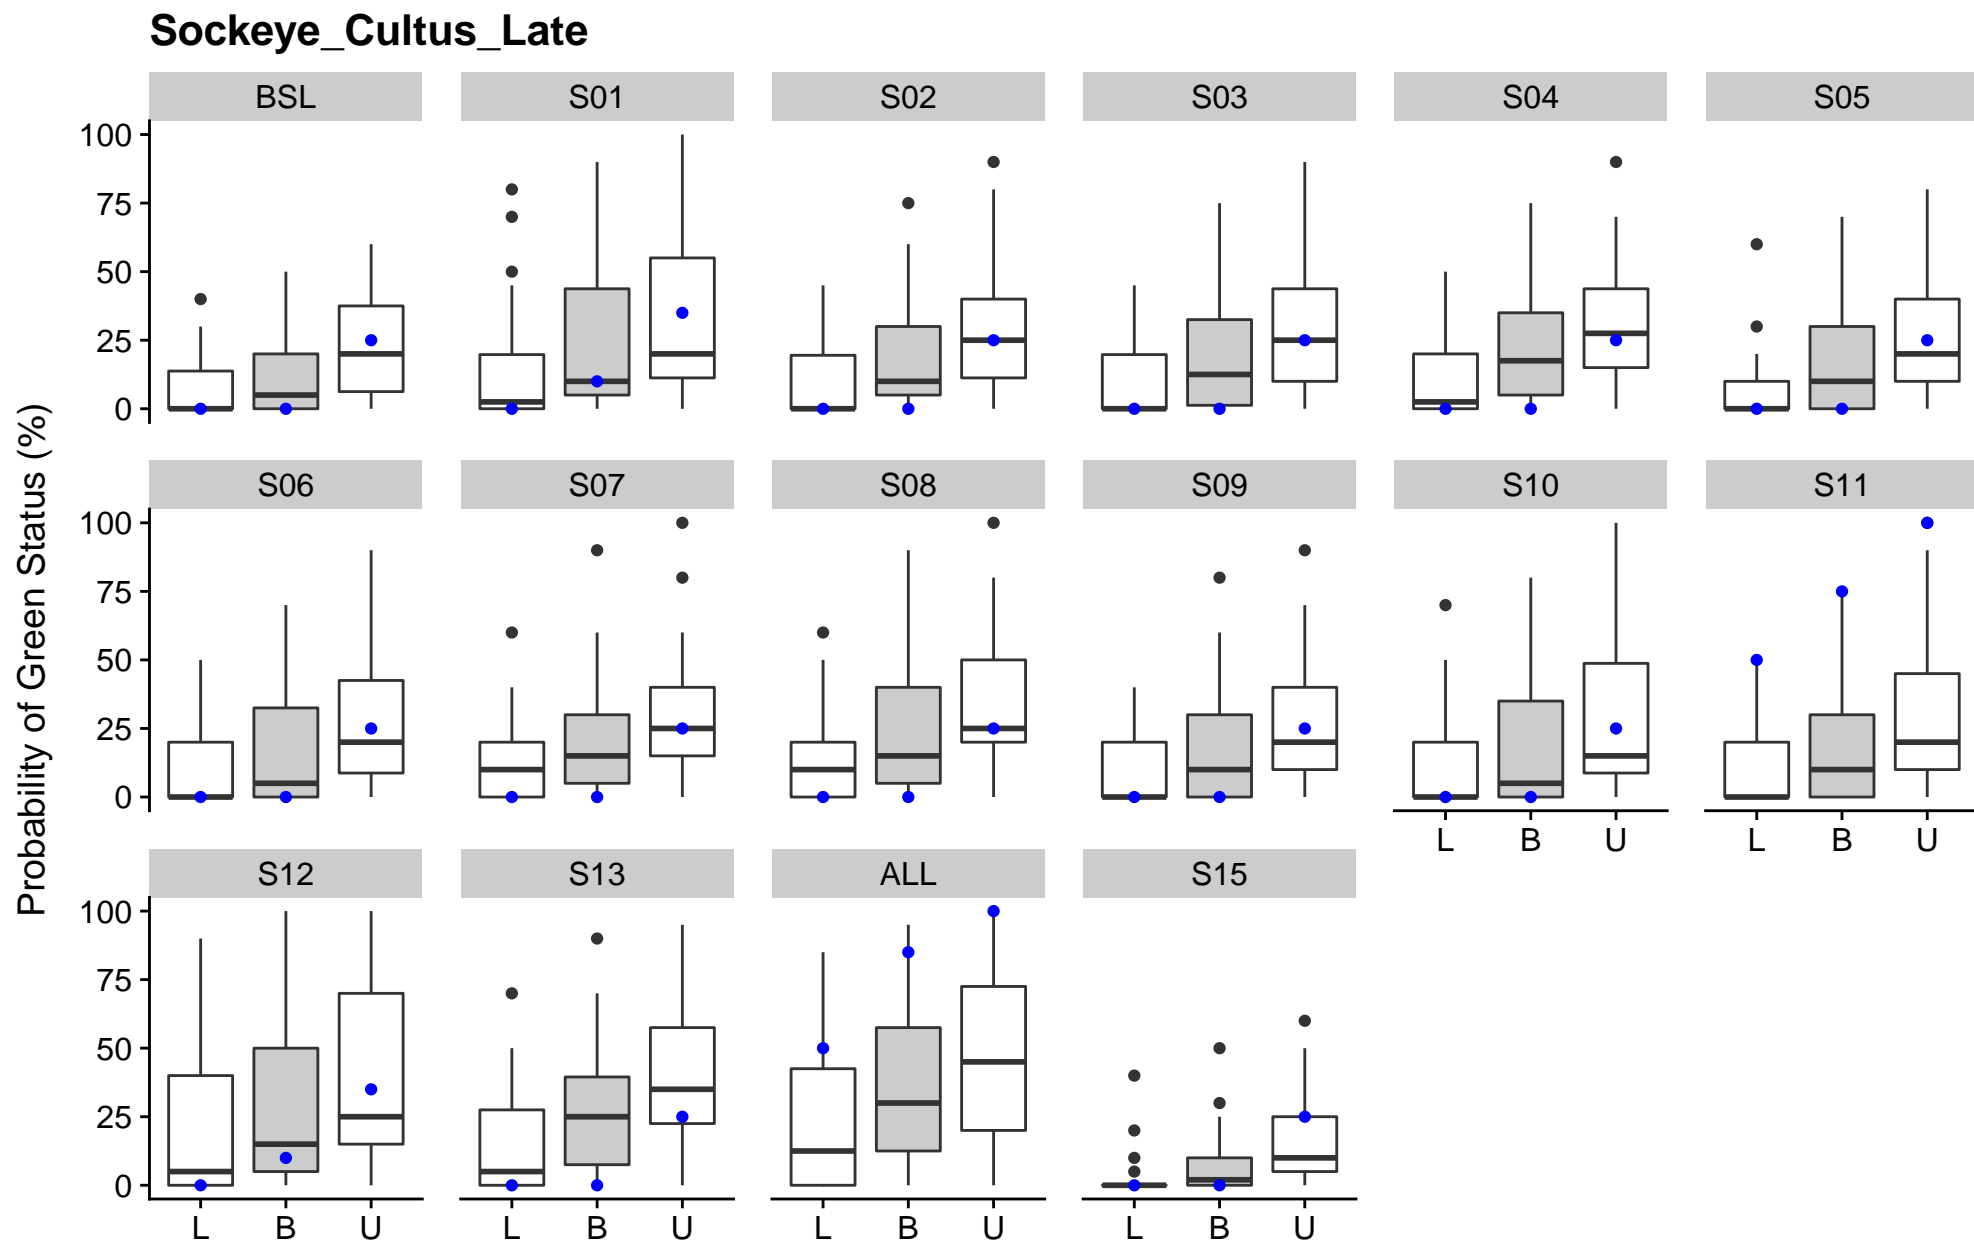 Sockeye_Cultus_Late
BSL S01 S02 S03 S04 S05
100
75
50
25
0
S06 S07 S08 S09 S10 S11
100
75
50
25
0
L B U L B U
S12 S13 ALL S15
100
75
50
25
0
L B U L B U L B U L B U
Probability of Green Status (%)